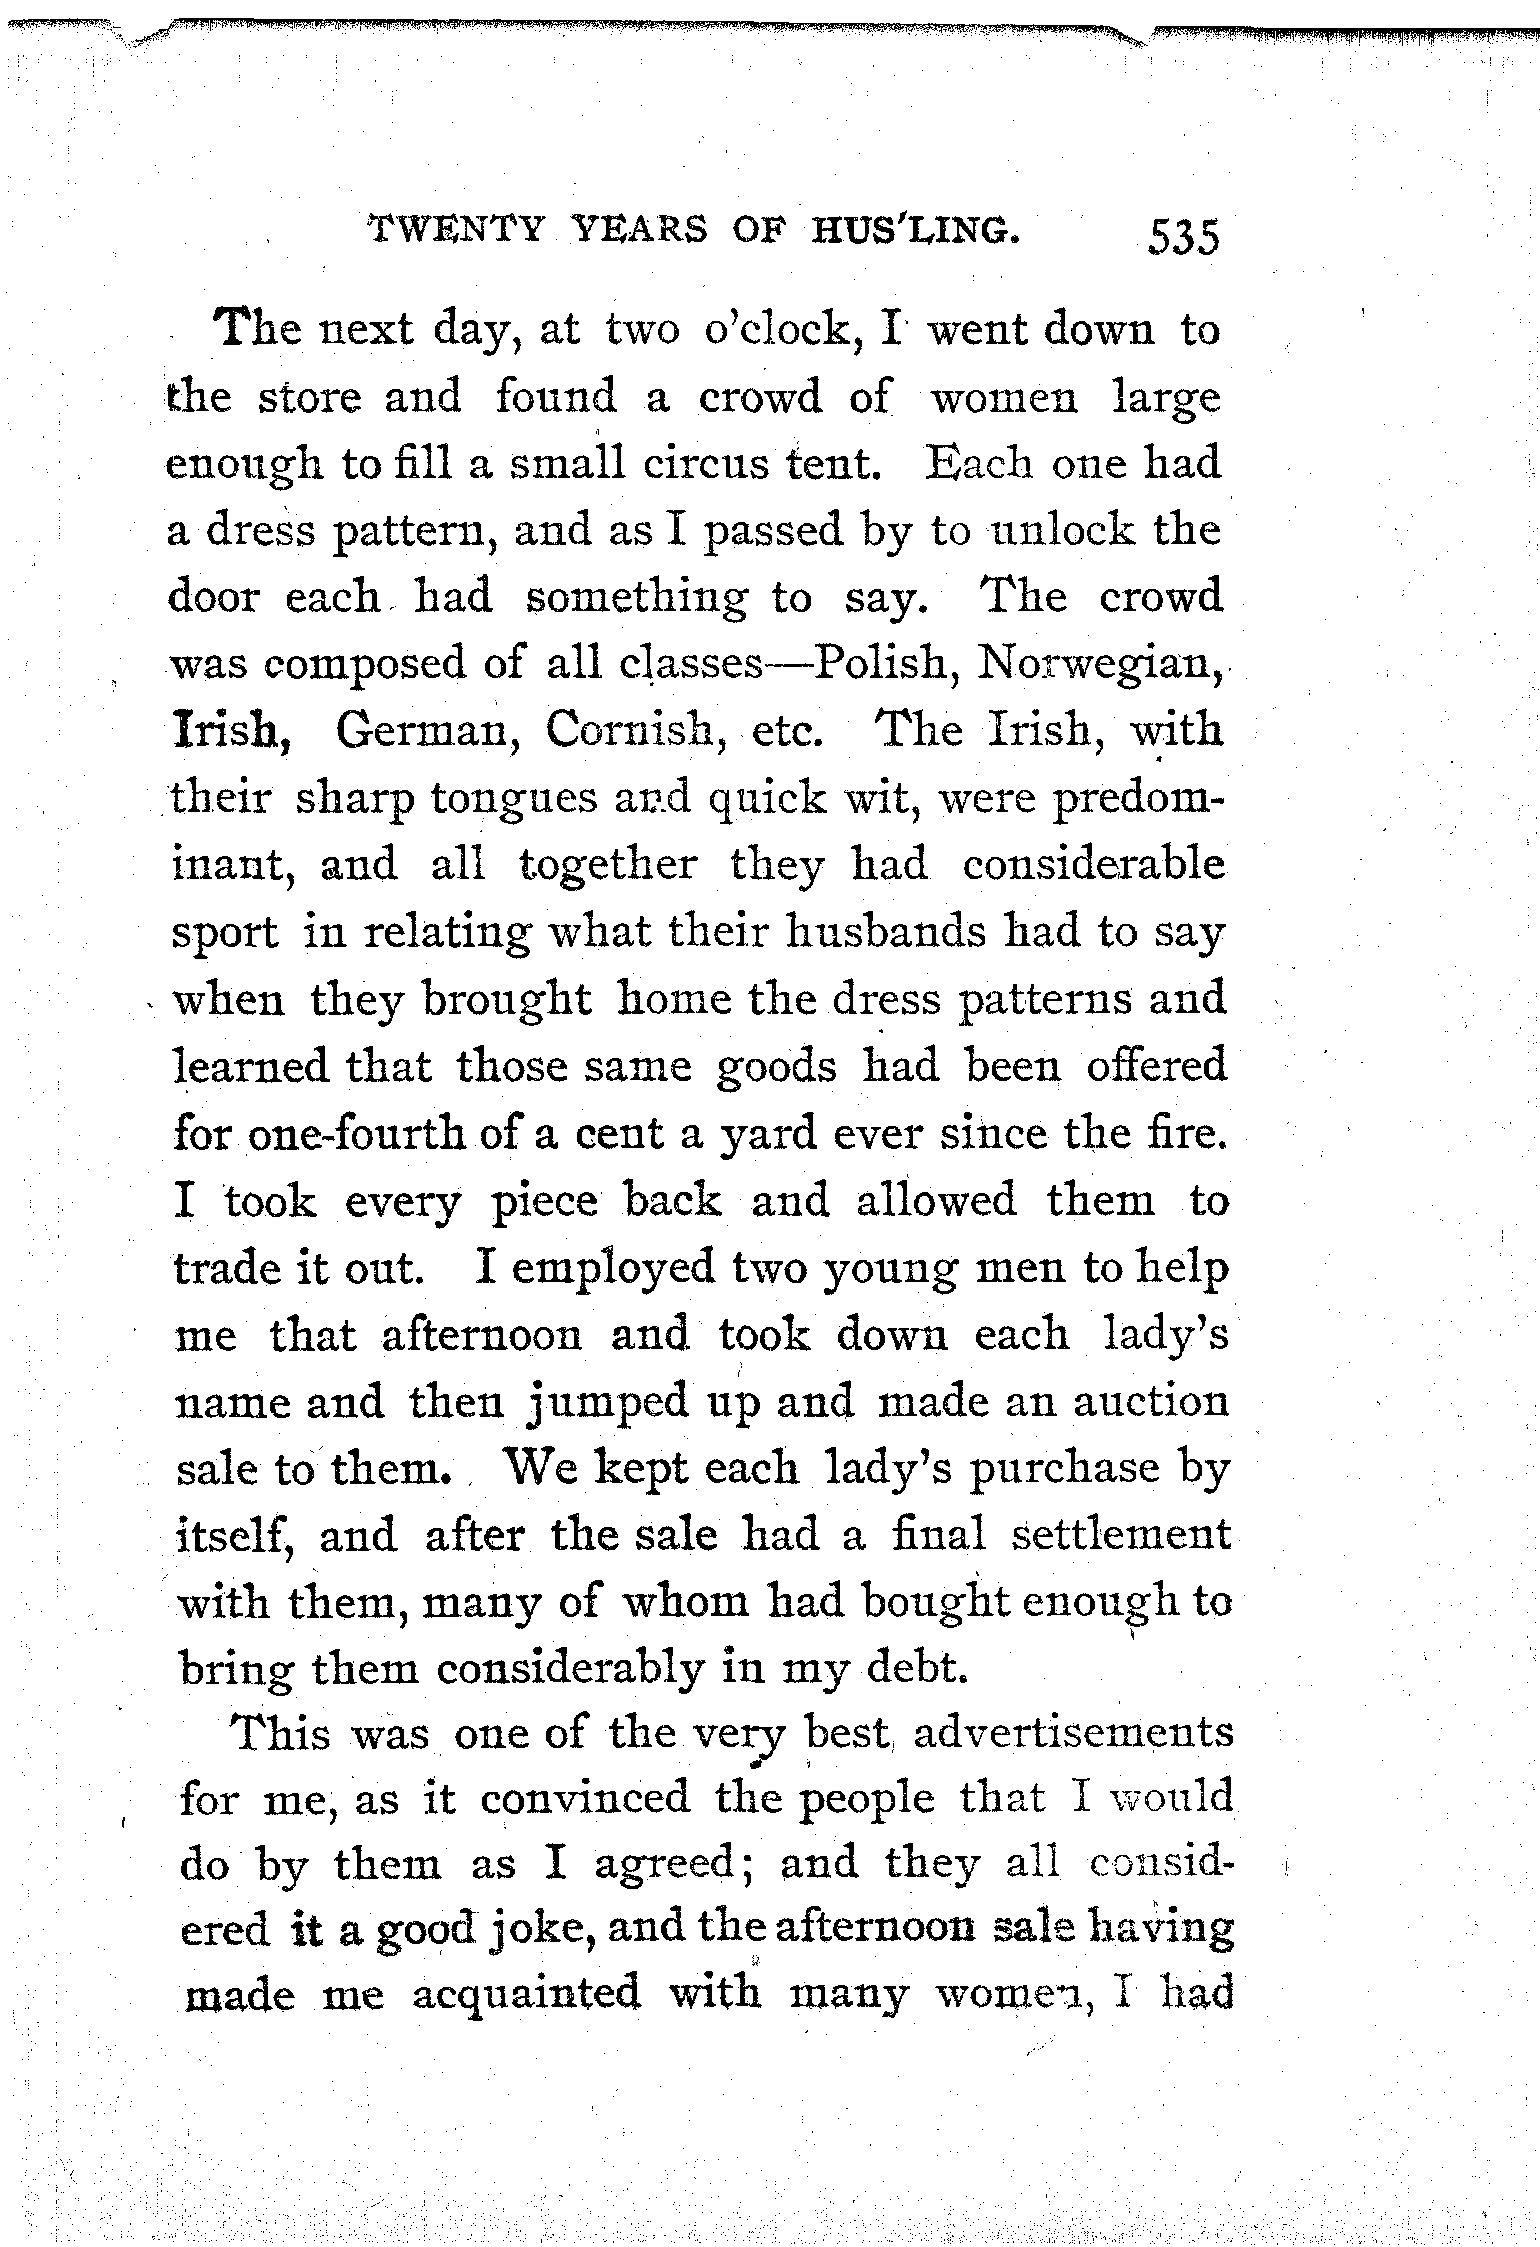 TWENTY YEARS OF HUS'LING. 535
The next day, at two o'clock, I went down to
the store and found a crowd of women large
enough to fill a small circus tent. Each one had
a dress pattern, and as I passed by to unlock the
door each had something to say. The crowd
was composed of all classes—Polish, Norwegian,
Irish, German, Cornish, etc. The Irish, with
their sharp tongues and quick wit, were predom-
inant, and all together they had considerable
sport in relating what their husbands had to say
when they brought home the dress patterns and
learned that those same goods had been offered
for one-fourth of a cent a yard ever since the fire.
I took every piece back and allowed them to
trade it out. I employed two young men to help
me that afternoon and took down each lady's
name and then jumped up and made an auction
sale to them. We kept each lady's purchase by
itself, and after the sale had a final settlement
with them, many of whom had bought enough to
bring them considerably in my debt.
This was one of the very best advertisements
for me, as it convinced the people that I would
do by them as I agreed; and they all consid-
ered it a good joke, and the afternoon sale having
made me acquainted with many women, I had